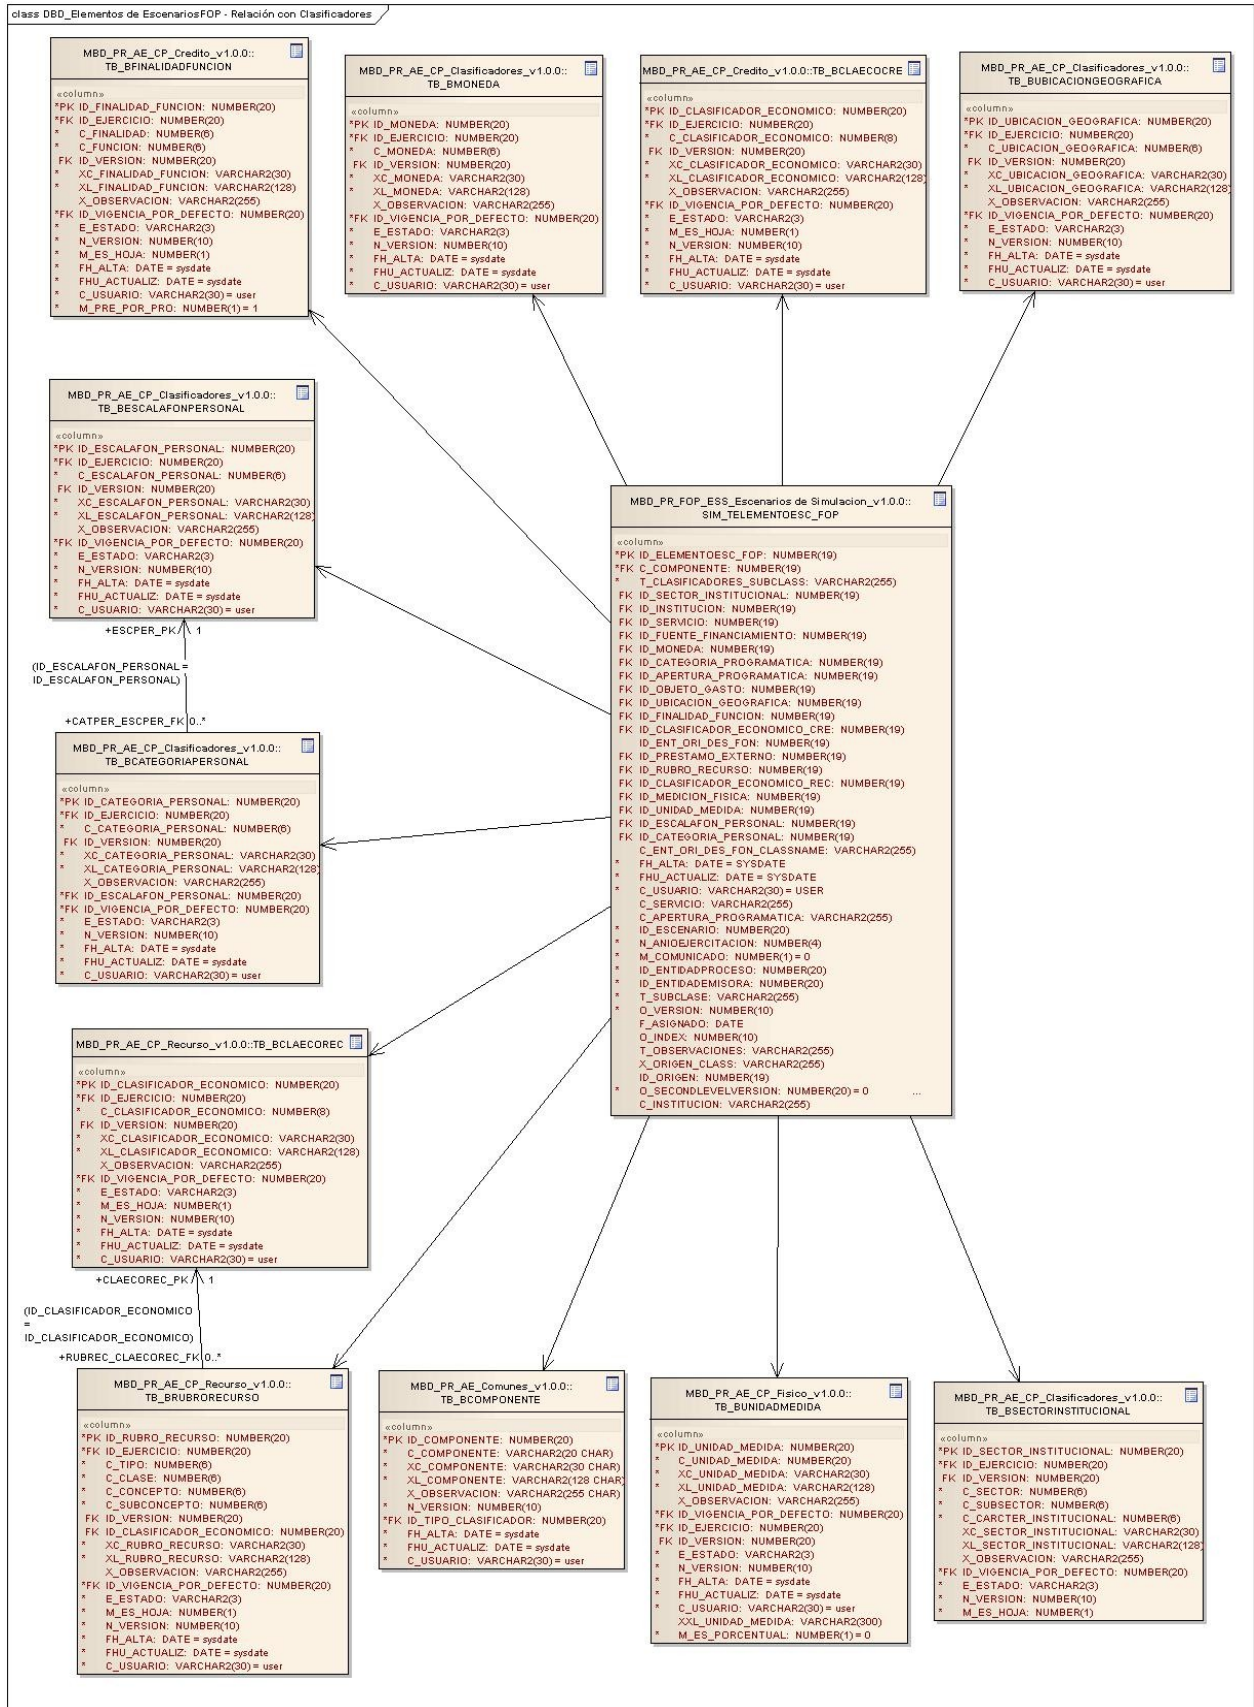 class DBD_Elementos de EscenariosFOP - Relación con Clasificadores
MBD_PR_AE_CP_Credito_v1.0.0::
TB_BFINALIDADFUNCION
«column»
*PK ID_FINALIDAD_FUNCION: NUMBER(20)
*FK ID_EJERCICIO: NUMBER(20)
* C_FINALIDAD: NUMBER(6)
* C_FUNCION: NUMBER(6)
FK ID_VERSION: NUMBER(20)
* XC_FINALIDAD_FUNCION: VARCHAR2(30)
* XL_FINALIDAD_FUNCION: VARCHAR2(128)
X_OBSERVACION: VARCHAR2(255)
*FK ID_VIGENCIA_POR_DEFECTO: NUMBER(20)
* E_ESTADO: VARCHAR2(3)
* N_VERSION: NUMBER(10)
* M_ES_HOJA: NUMBER(1)
* FH_ALTA: DATE = sysdate
* FHU_ACTUALIZ: DATE = sysdate
* C_USUARIO: VARCHAR2(30) = user
* M_PRE_POR_PRO: NUMBER(1) = 1
MBD_PR_AE_CP_Clasificadores_v1.0.0::
TB_BMONEDA
«column»
*PK ID_MONEDA: NUMBER(20)
*FK ID_EJERCICIO: NUMBER(20)
* C_MONEDA: NUMBER(6)
FK ID_VERSION: NUMBER(20)
* XC_MONEDA: VARCHAR2(30)
* XL_MONEDA: VARCHAR2(128)
X_OBSERVACION: VARCHAR2(255)
*FK ID_VIGENCIA_POR_DEFECTO: NUMBER(20)
* E_ESTADO: VARCHAR2(3)
* N_VERSION: NUMBER(10)
* FH_ALTA: DATE = sysdate
* FHU_ACTUALIZ: DATE = sysdate
* C_USUARIO: VARCHAR2(30) = user
MBD_PR_AE_CP_Credito_v1.0.0::TB_BCLAECOCRE
«column»
*PK ID_CLASIFICADOR_ECONOMICO: NUMBER(20)
*FK ID_EJERCICIO: NUMBER(20)
* C_CLASIFICADOR_ECONOMICO: NUMBER(8)
FK ID_VERSION: NUMBER(20)
* XC_CLASIFICADOR_ECONOMICO: VARCHAR2(30)
* XL_CLASIFICADOR_ECONOMICO: VARCHAR2(128)
X_OBSERVACION: VARCHAR2(255)
*FK ID_VIGENCIA_POR_DEFECTO: NUMBER(20)
* E_ESTADO: VARCHAR2(3)
* M_ES_HOJA: NUMBER(1)
* N_VERSION: NUMBER(10)
* FH_ALTA: DATE = sysdate
* FHU_ACTUALIZ: DATE = sysdate
* C_USUARIO: VARCHAR2(30) = user
MBD_PR_AE_CP_Clasificadores_v1.0.0::
TB_BUBICACIONGEOGRAFICA
«column»
*PK ID_UBICACION_GEOGRAFICA: NUMBER(20)
*FK ID_EJERCICIO: NUMBER(20)
* C_UBICACION_GEOGRAFICA: NUMBER(6)
FK ID_VERSION: NUMBER(20)
* XC_UBICACION_GEOGRAFICA: VARCHAR2(30)
* XL_UBICACION_GEOGRAFICA: VARCHAR2(128)
X_OBSERVACION: VARCHAR2(255)
*FK ID_VIGENCIA_POR_DEFECTO: NUMBER(20)
* E_ESTADO: VARCHAR2(3)
* N_VERSION: NUMBER(10)
* FH_ALTA: DATE = sysdate
* FHU_ACTUALIZ: DATE = sysdate
* C_USUARIO: VARCHAR2(30) = user
MBD_PR_AE_CP_Clasificadores_v1.0.0::
TB_BESCALAFONPERSONAL
«column»
*PK ID_ESCALAFON_PERSONAL: NUMBER(20)
*FK ID_EJERCICIO: NUMBER(20)
* C_ESCALAFON_PERSONAL: NUMBER(6)
FK ID_VERSION: NUMBER(20)
* XC_ESCALAFON_PERSONAL: VARCHAR2(30)
* XL_ESCALAFON_PERSONAL: VARCHAR2(128)
X_OBSERVACION: VARCHAR2(255)
*FK ID_VIGENCIA_POR_DEFECTO: NUMBER(20)
* E_ESTADO: VARCHAR2(3)
* N_VERSION: NUMBER(10)
* FH_ALTA: DATE = sysdate
* FHU_ACTUALIZ: DATE = sysdate
* C_USUARIO: VARCHAR2(30) = user
+ESCPER_PK 1
(ID_ESCALAFON_PERSONAL =
ID_ESCALAFON_PERSONAL)
+CATPER_ESCPER_FK 0..*
MBD_PR_AE_CP_Clasificadores_v1.0.0::
TB_BCATEGORIAPERSONAL
«column»
*PK ID_CATEGORIA_PERSONAL: NUMBER(20)
*FK ID_EJERCICIO: NUMBER(20)
* C_CATEGORIA_PERSONAL: NUMBER(6)
FK ID_VERSION: NUMBER(20)
* XC_CATEGORIA_PERSONAL: VARCHAR2(30)
* XL_CATEGORIA_PERSONAL: VARCHAR2(128)
X_OBSERVACION: VARCHAR2(255)
*FK ID_ESCALAFON_PERSONAL: NUMBER(20)
*FK ID_VIGENCIA_POR_DEFECTO: NUMBER(20)
* E_ESTADO: VARCHAR2(3)
* N_VERSION: NUMBER(10)
* FH_ALTA: DATE = sysdate
* FHU_ACTUALIZ: DATE = sysdate
* C_USUARIO: VARCHAR2(30) = user
MBD_PR_FOP_ESS_Escenarios de Simulacion_v1.0.0::
SIM_TELEMENTOESC_FOP
«column»
*PK ID_ELEMENTOESC_FOP: NUMBER(19)
*FK C_COMPONENTE: NUMBER(19)
* T_CLASIFICADORES_SUBCLASS: VARCHAR2(255)
FK ID_SECTOR_INSTITUCIONAL: NUMBER(19)
FK ID_INSTITUCION: NUMBER(19)
FK ID_SERVICIO: NUMBER(19)
FK ID_FUENTE_FINANCIAMIENTO: NUMBER(19)
FK ID_MONEDA: NUMBER(19)
FK ID_CATEGORIA_PROGRAMATICA: NUMBER(19)
FK ID_APERTURA_PROGRAMATICA: NUMBER(19)
FK ID_OBJETO_GASTO: NUMBER(19)
FK ID_UBICACION_GEOGRAFICA: NUMBER(19)
FK ID_FINALIDAD_FUNCION: NUMBER(19)
FK ID_CLASIFICADOR_ECONOMICO_CRE: NUMBER(19)
ID_ENT_ORI_DES_FON: NUMBER(19)
FK ID_PRESTAMO_EXTERNO: NUMBER(19)
FK ID_RUBRO_RECURSO: NUMBER(19)
FK ID_CLASIFICADOR_ECONOMICO_REC: NUMBER(19)
FK ID_MEDICION_FISICA: NUMBER(19)
FK ID_UNIDAD_MEDIDA: NUMBER(19)
FK ID_ESCALAFON_PERSONAL: NUMBER(19)
FK ID_CATEGORIA_PERSONAL: NUMBER(19)
C_ENT_ORI_DES_FON_CLASSNAME: VARCHAR2(255)
* FH_ALTA: DATE = SYSDATE
* FHU_ACTUALIZ: DATE = SYSDATE
* C_USUARIO: VARCHAR2(30) = USER
C_SERVICIO: VARCHAR2(255)
C_APERTURA_PROGRAMATICA: VARCHAR2(255)
* ID_ESCENARIO: NUMBER(20)
* N_ANIOEJERCITACION: NUMBER(4)
* M_COMUNICADO: NUMBER(1) = 0
* ID_ENTIDADPROCESO: NUMBER(20)
* ID_ENTIDADEMISORA: NUMBER(20)
* T_SUBCLASE: VARCHAR2(255)
* O_VERSION: NUMBER(10)
F_ASIGNADO: DATE
O_INDEX: NUMBER(10)
T_OBSERVACIONES: VARCHAR2(255)
X_ORIGEN_CLASS: VARCHAR2(255)
ID_ORIGEN: NUMBER(19)
* O_SECONDLEVELVERSION: NUMBER(20) = 0 ...
C_INSTITUCION: VARCHAR2(255)
MBD_PR_AE_CP_Recurso_v1.0.0::TB_BCLAECOREC
«column»
*PK ID_CLASIFICADOR_ECONOMICO: NUMBER(20)
*FK ID_EJERCICIO: NUMBER(20)
* C_CLASIFICADOR_ECONOMICO: NUMBER(8)
FK ID_VERSION: NUMBER(20)
* XC_CLASIFICADOR_ECONOMICO: VARCHAR2(30)
* XL_CLASIFICADOR_ECONOMICO: VARCHAR2(128)
X_OBSERVACION: VARCHAR2(255)
*FK ID_VIGENCIA_POR_DEFECTO: NUMBER(20)
* E_ESTADO: VARCHAR2(3)
* M_ES_HOJA: NUMBER(1)
* N_VERSION: NUMBER(10)
* FH_ALTA: DATE = sysdate
* FHU_ACTUALIZ: DATE = sysdate
* C_USUARIO: VARCHAR2(30) = user
+CLAECOREC_PK 1
(ID_CLASIFICADOR_ECONOMICO
=
ID_CLASIFICADOR_ECONOMICO)
+RUBREC_CLAECOREC_FK 0..*
MBD_PR_AE_CP_Recurso_v1.0.0::
TB_BRUBRORECURSO
«column»
*PK ID_RUBRO_RECURSO: NUMBER(20)
*FK ID_EJERCICIO: NUMBER(20)
* C_TIPO: NUMBER(6)
* C_CLASE: NUMBER(6)
* C_CONCEPTO: NUMBER(6)
* C_SUBCONCEPTO: NUMBER(6)
FK ID_VERSION: NUMBER(20)
FK ID_CLASIFICADOR_ECONOMICO: NUMBER(20)
* XC_RUBRO_RECURSO: VARCHAR2(30)
* XL_RUBRO_RECURSO: VARCHAR2(128)
X_OBSERVACION: VARCHAR2(255)
*FK ID_VIGENCIA_POR_DEFECTO: NUMBER(20)
* E_ESTADO: VARCHAR2(3)
* M_ES_HOJA: NUMBER(1)
* N_VERSION: NUMBER(10)
* FH_ALTA: DATE = sysdate
* FHU_ACTUALIZ: DATE = sysdate
* C_USUARIO: VARCHAR2(30) = user
MBD_PR_AE_Comunes_v1.0.0::
TB_BCOMPONENTE
«column»
*PK ID_COMPONENTE: NUMBER(20)
* C_COMPONENTE: VARCHAR2(20 CHAR)
* XC_COMPONENTE: VARCHAR2(30 CHAR)
* XL_COMPONENTE: VARCHAR2(128 CHAR)
X_OBSERVACION: VARCHAR2(255 CHAR)
* N_VERSION: NUMBER(10)
*FK ID_TIPO_CLASIFICADOR: NUMBER(20)
* FH_ALTA: DATE = sysdate
* FHU_ACTUALIZ: DATE = sysdate
* C_USUARIO: VARCHAR2(30) = user
MBD_PR_AE_CP_Fisico_v1.0.0::
TB_BUNIDADMEDIDA
«column»
*PK ID_UNIDAD_MEDIDA: NUMBER(20)
* C_UNIDAD_MEDIDA: NUMBER(20)
* XC_UNIDAD_MEDIDA: VARCHAR2(30)
* XL_UNIDAD_MEDIDA: VARCHAR2(128)
X_OBSERVACION: VARCHAR2(255)
*FK ID_VIGENCIA_POR_DEFECTO: NUMBER(20)
*FK ID_EJERCICIO: NUMBER(20)
FK ID_VERSION: NUMBER(20)
* E_ESTADO: VARCHAR2(3)
* N_VERSION: NUMBER(10)
* FH_ALTA: DATE = sysdate
* FHU_ACTUALIZ: DATE = sysdate
* C_USUARIO: VARCHAR2(30) = user
XXL_UNIDAD_MEDIDA: VARCHAR2(300)
* M_ES_PORCENTUAL: NUMBER(1) = 0
MBD_PR_AE_CP_Clasificadores_v1.0.0::
TB_BSECTORINSTITUCIONAL
«column»
*PK ID_SECTOR_INSTITUCIONAL: NUMBER(20)
*FK ID_EJERCICIO: NUMBER(20)
FK ID_VERSION: NUMBER(20)
* C_SECTOR: NUMBER(6)
* C_SUBSECTOR: NUMBER(6)
* C_CARCTER_INSTITUCIONAL: NUMBER(6)
XC_SECTOR_INSTITUCIONAL: VARCHAR2(30)
XL_SECTOR_INSTITUCIONAL: VARCHAR2(128)
X_OBSERVACION: VARCHAR2(255)
*FK ID_VIGENCIA_POR_DEFECTO: NUMBER(20)
* E_ESTADO: VARCHAR2(3)
* N_VERSION: NUMBER(10)
* M_ES_HOJA: NUMBER(1)